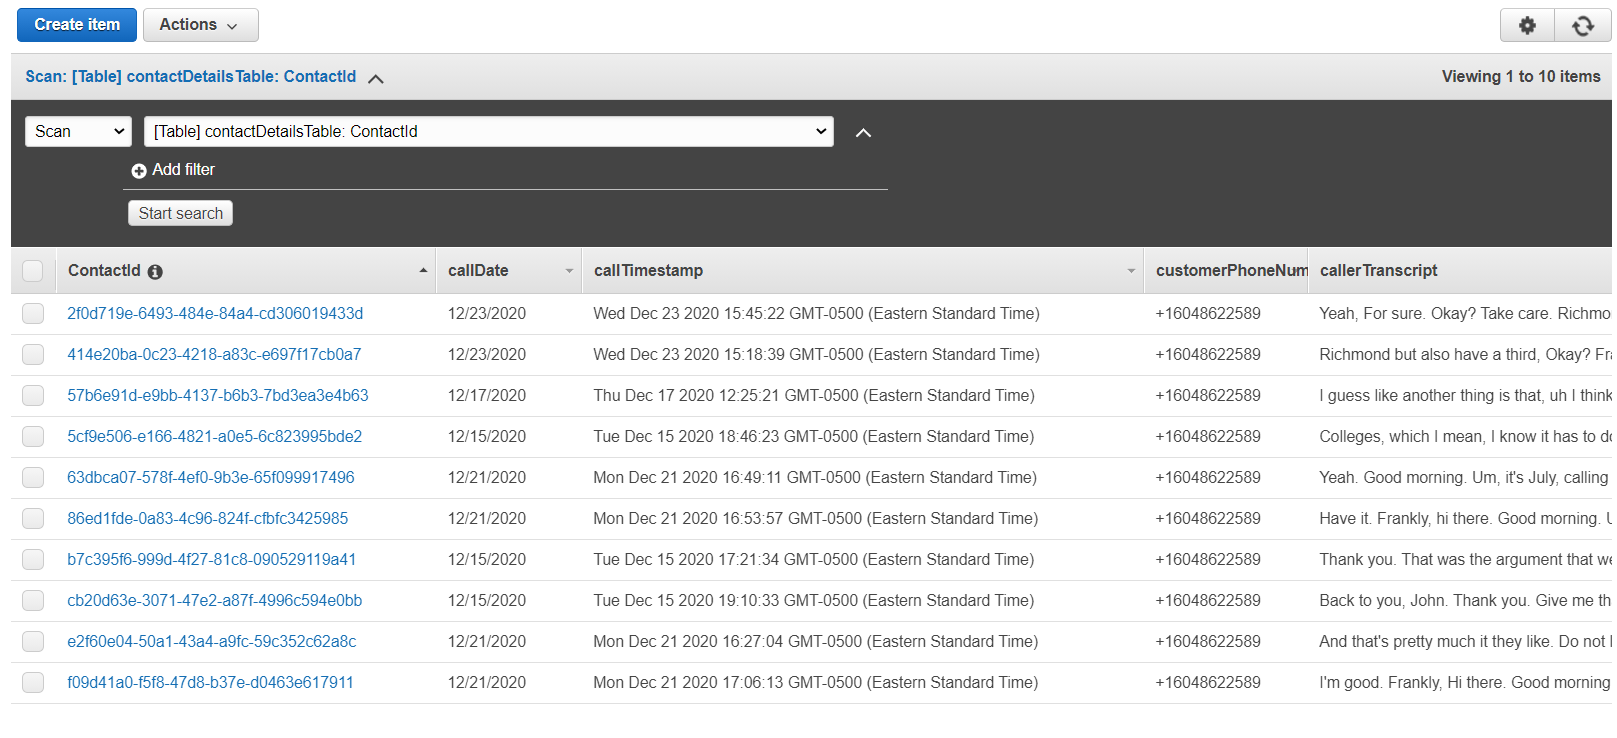 Create item Actions
Scan: [Table] contactDetailsTable: ContactId Viewing 1 to 10 items
Scan [Table] contactDetailsTable: ContactId
Add filter
Start search
ContactId callDate callTimestamp customerPhoneNum callerTranscript
2f0d719e-6493-484e-84a4-cd306019433d 12/23/2020 Wed Dec 23 2020 15:45:22 GMT-0500 (Eastern Standard Time) +16048622589 Yeah, For sure. Okay? Take care. Richmo
414e20ba-0c23-4218-a83c-e697f17cb0a7 12/23/2020 Wed Dec 23 2020 15:18:39 GMT-0500 (Eastern Standard Time) +16048622589 Richmond but also have a third, Okay? Fra
57b6e91d-e9bb-4137-b6b3-7bd3ea3e4b63 12/17/2020 Thu Dec 17 2020 12:25:21 GMT-0500 (Eastern Standard Time) +16048622589 I guess like another thing is that, uh I think
5cf9e506-e166-4821-a0e5-6c823995bde2 12/15/2020 Tue Dec 15 2020 18:46:23 GMT-0500 (Eastern Standard Time) +16048622589 Colleges, which I mean, I know it has to do
63dbca07-578f-4ef0-9b3e-65f099917496 12/21/2020 Mon Dec 21 2020 16:49:11 GMT-0500 (Eastern Standard Time) +16048622589 Yeah. Good morning. Um, it's July, calling
86ed1fde-0a83-4c96-824f-cfbfc3425985 12/21/2020 Mon Dec 21 2020 16:53:57 GMT-0500 (Eastern Standard Time) +16048622589 Have it. Frankly, hi there. Good morning. U
b7c395f6-999d-4f27-81c8-090529119a41 12/15/2020 Tue Dec 15 2020 17:21:34 GMT-0500 (Eastern Standard Time) +16048622589 Thank you. That was the argument that we
cb20d63e-3071-47e2-a87f-4996c594e0bb 12/15/2020 Tue Dec 15 2020 19:10:33 GMT-0500 (Eastern Standard Time) +16048622589 Back to you, John. Thank you. Give me th
e2f60e04-50a1-43a4-a9fc-59c352c62a8c 12/21/2020 Mon Dec 21 2020 16:27:04 GMT-0500 (Eastern Standard Time) +16048622589 And that's pretty much it they like. Do not
f09d41a0-f5f8-47d8-b37e-d0463e617911 12/21/2020 Mon Dec 21 2020 17:06:13 GMT-0500 (Eastern Standard Time) +16048622589 I'm good. Frankly, Hi there. Good morning